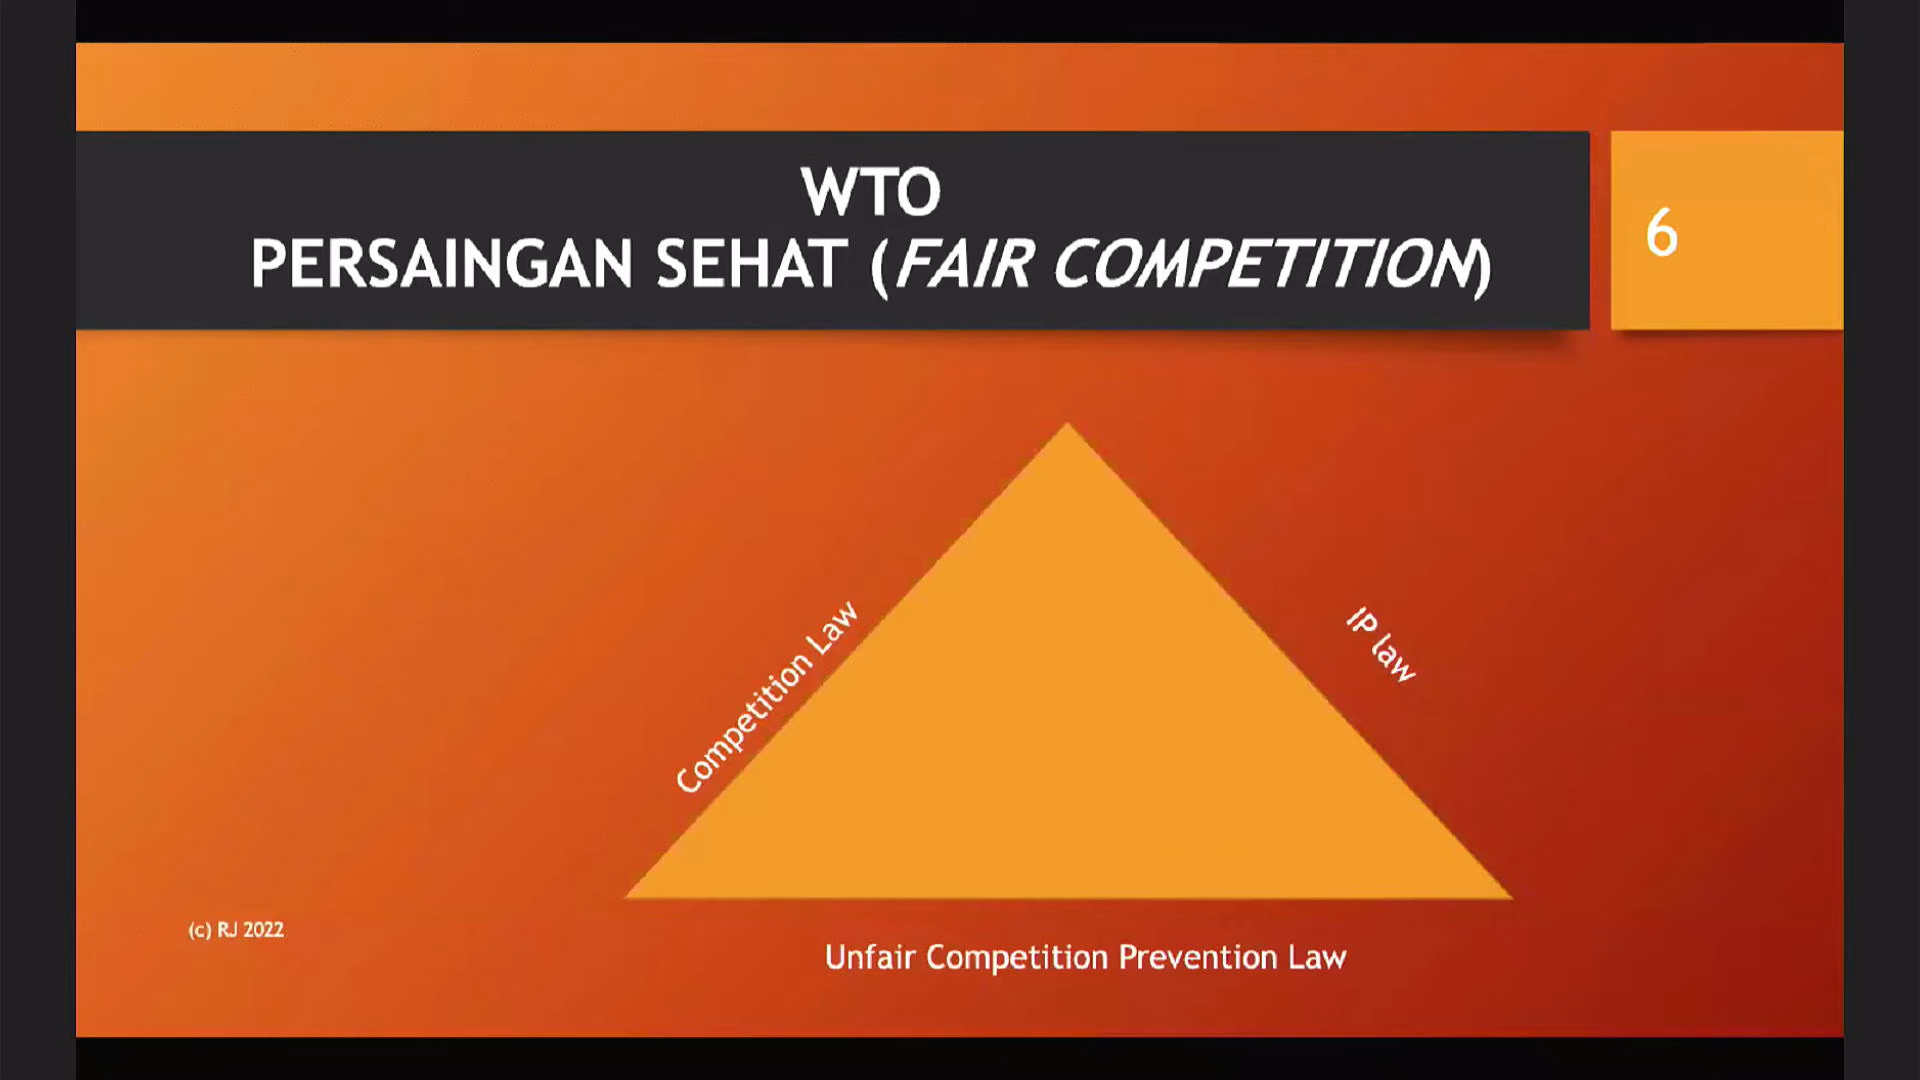 WTO
PERSAINGAN SEHAT (FAIR COMPETITION)
6
Competition Law
IP law
(c) RJ 2022
Unfair Competition Prevention Law